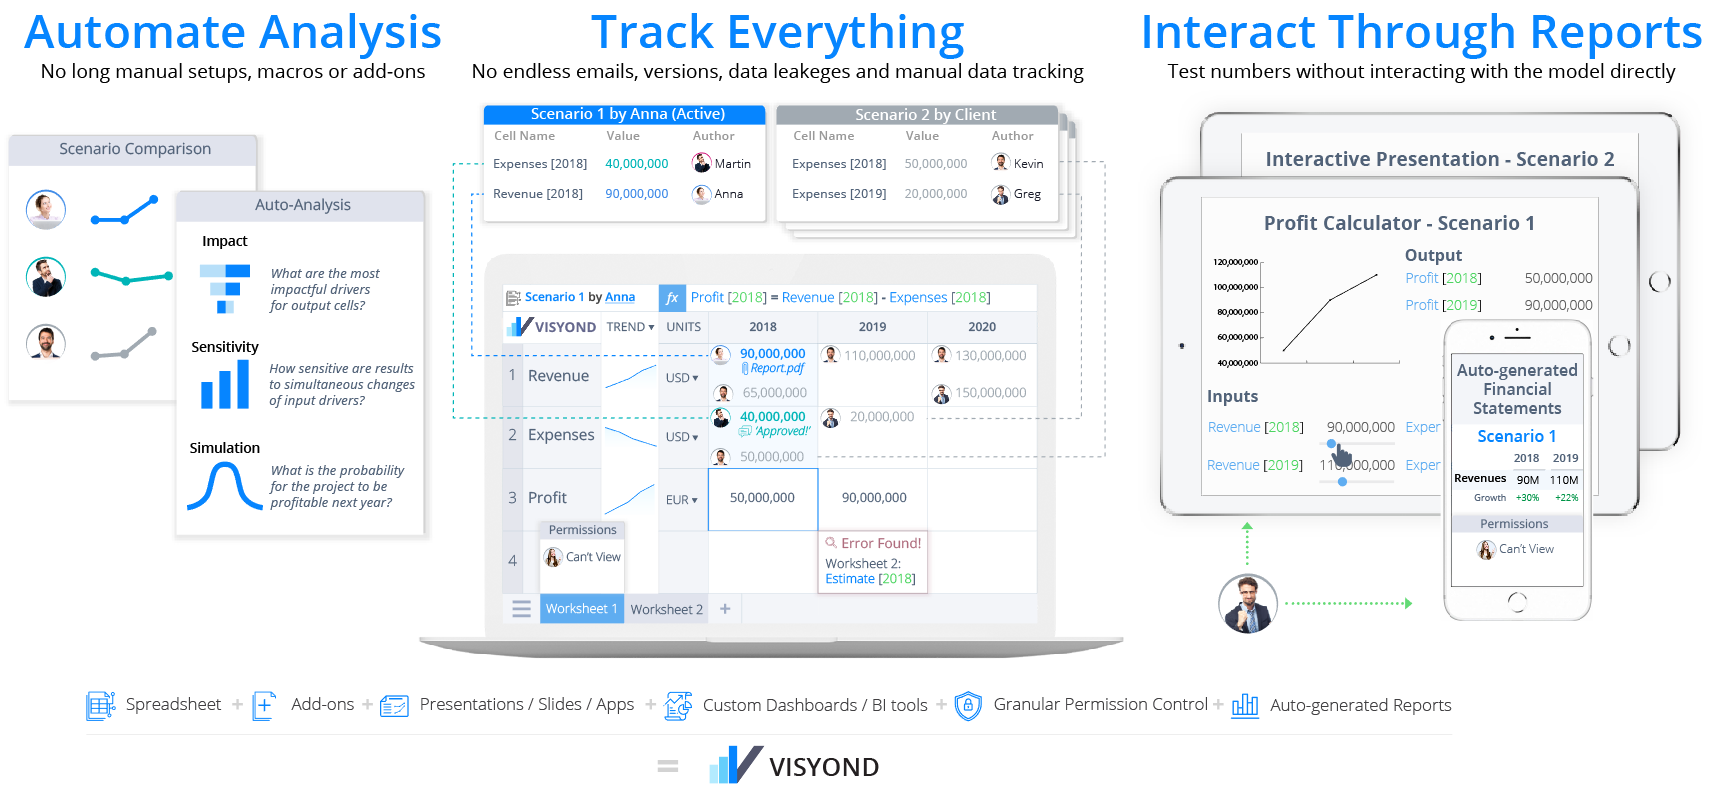 Automate Analysis
No long manual setups, macros or add-ons
Scenario Comparison
Auto-Analysis
Impact
What are the most
impactful drivers
for output cells?
Sensitivity
How sensitive are results
to simultaneous changes
of input drivers?
Simulation
What is the probability
for the project to be
profitable next year?
Track Everything
No endless emails, versions, data leakeges and manual data tracking
Scenario 1 by Anna (Active)
Cell Name Value Author
Expenses [2018] 40,000,000 Martin
Revenue [2018] 90,000,000 Anna
Scenario 2 by Client
Cell Name Value Author
Expenses [2018] 50,000,000 Kevin
Expenses [2019] 20,000,000 Greg
Scenario 1 by Anna fx Profit [2018] = Revenue [2018] - Expenses [2018]
VISYOND TREND UNITS 2018 2019 2020
1 Revenue USD 90,000,000 110,000,000 130,000,000
Report.pdf
65,000,000 150,000,000
2 Expenses USD 40,000,000 20,000,000
'Approved!'
50,000,000
3 Profit EUR 50,000,000 90,000,000
4
Permissions
Can't View
Error Found!
Worksheet 2:
Estimate [2018]
Worksheet 1 Worksheet 2 +
Interact Through Reports
Test numbers without interacting with the model directly
Interactive Presentation - Scenario 2
Profit Calculator - Scenario 1
120,000,000
100,000,000
80,000,000
60,000,000
40,000,000
Output
Profit [2018] 50,000,000
Profit [2019] 90,000,000
Inputs
Revenue [2018] 90,000,000 Exper
Revenue [2019] 110,000,000 Exper
Auto-generated
Financial
Statements
Scenario 1
2018 2019
Revenues 90M 110M
Growth +30% +22%
Permissions
Can't View
Spreadsheet + Add-ons + Presentations / Slides / Apps + Custom Dashboards / BI tools + Granular Permission Control + Auto-generated Reports
= VISYOND